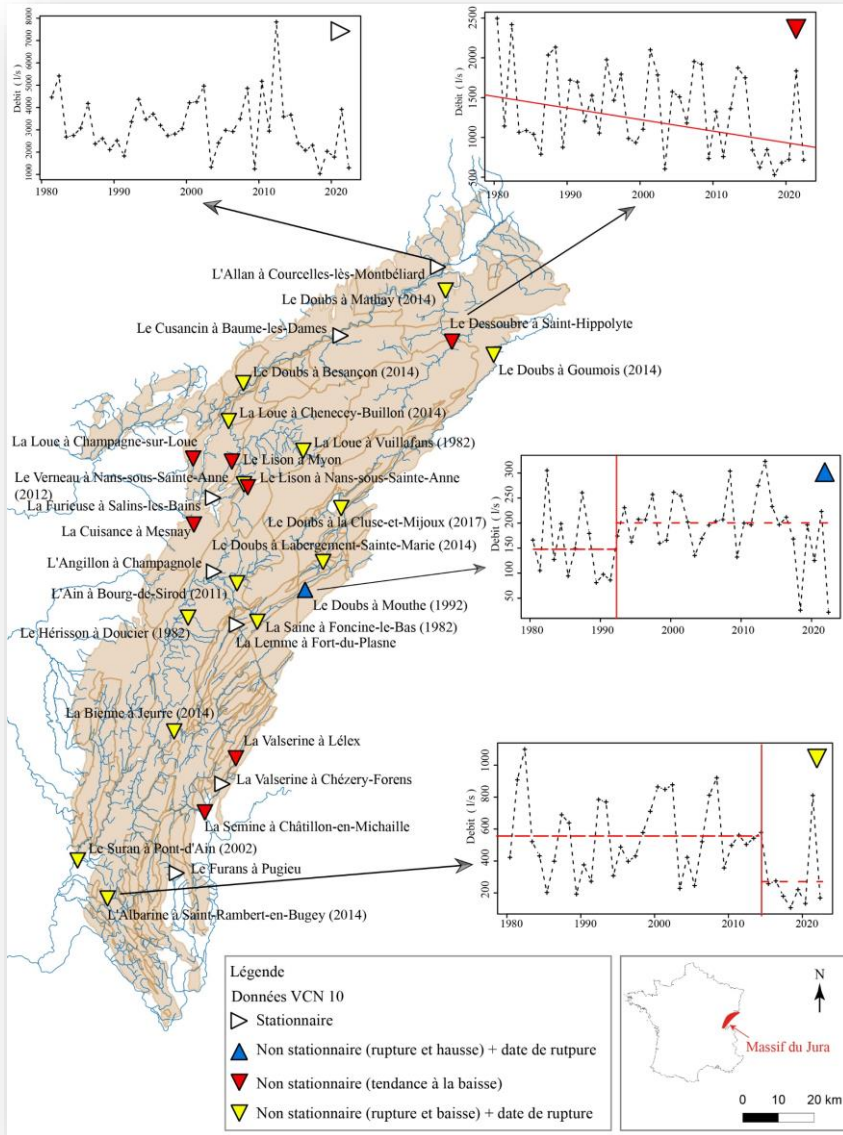 8000
7000
6000
5000
4000
3000
2000
1000
Debit ( l/s )
1980
1990
2000
2010
2020
2500
2000
1500
1000
500
Debit ( l/s )
1980
1990
2000
2010
2020
L'Allan à Courcelles-lès-Montbéliard
Le Doubs à Mathay (2014)
Le Cusancin à Baume-les-Dames
Le Dessoubre à Saint-Hippolyte
Le Doubs à Goumois (2014)
Le Doubs à Besançon (2014)
La Loue à Chenecey-Buillon (2014)
La Loue à Champagne-sur-Loue
La Loue à Vuillafans (1982)
Le Lison à Myon
Le Verneau à Nans-sous-Sainte-Anne
(2012)
Le Lison à Nans-sous-Sainte-Anne
La Furieuse à Salins-les-Bains
La Cuisance à Mesnay
Le Doubs à la Cluse-et-Mijoux (2017)
Le Doubs à Labergement-Sainte-Marie (2014)
L'Angillon à Champagnole
L'Ain à Bourg-de-Sirod (2011)
Le Doubs à Mouthe (1992)
Le Hérisson à Doucier (1982)
La Saine à Foncine-le-Bas (1982)
La Lemme à Fort-du-Plasne
300
250
200
150
100
50
Debit ( l/s )
1980
1990
2000
2010
2020
La Bienne à Jeurre (2014)
La Valserine à Lélex
La Valserine à Chézery-Forens
La Semine à Châtillon-en-Michaille
Le Suran à Pont-d'Ain (2002)
Le Furans à Pugieu
L'Albarine à Saint-Rambert-en-Bugey (2014)
1000
800
600
400
200
Debit ( l/s )
1980
1990
2000
2010
2020
Légende
Données VCN 10
Stationnaire
Non stationnaire (rupture et hausse) + date de rutpure
Non stationnaire (tendance à la baisse)
Non stationnaire (rupture et baisse) + date de rupture
N
Massif du Jura
0 10 20 km